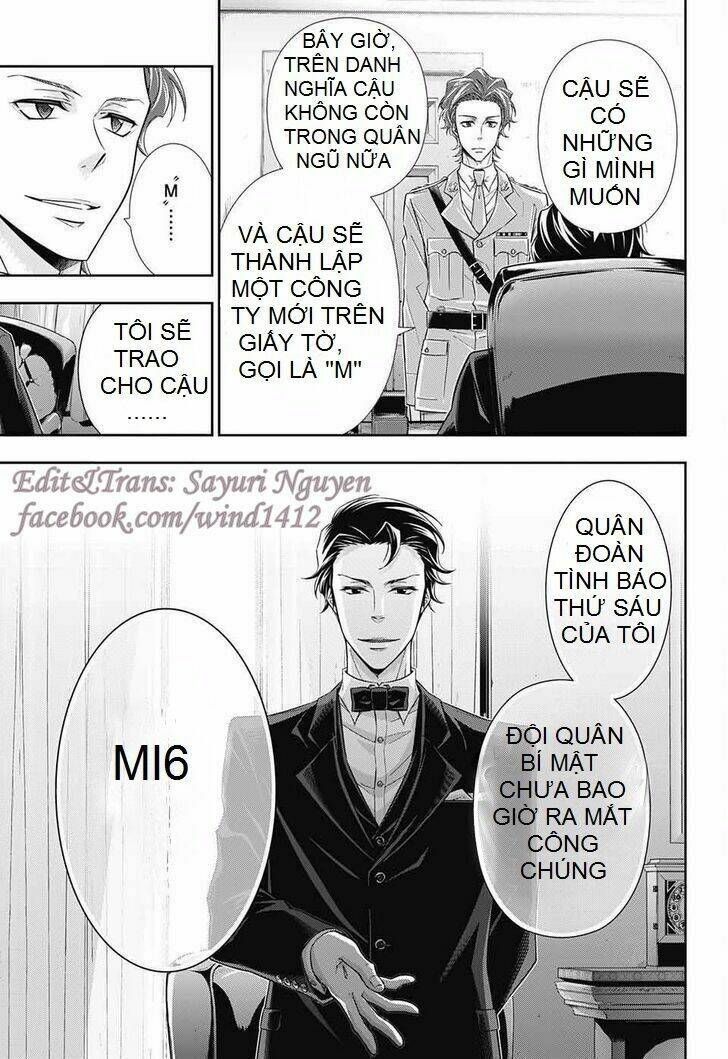 CẬU SẼ
CÓ
NHỮNG
GÌ MÌNH
MUỐN
BÂY GIỜ,
TRÊN DANH
NGHĨA CẬU
KHÔNG CÒN
TRONG QUÂN
NGŨ NỮA
VÀ CẬU SẼ
THÀNH LẬP
MỘT CÔNG
TY MỚI TRÊN
GIẤY TỜ,
GỌI LÀ "M"
M
......
TÔI SẼ
TRAO
CHO CẬU
......
Edit&Trans: Sayuri Nguyen
facebook.com/wind1412
QUÂN
ĐOÀN
TÌNH BÁO
THỨ SÁU
CỦA TÔI
ĐỘI QUÂN
BÍ MẬT
CHƯA BAO
GIỜ RA MẮT
CÔNG
CHÚNG
MI6